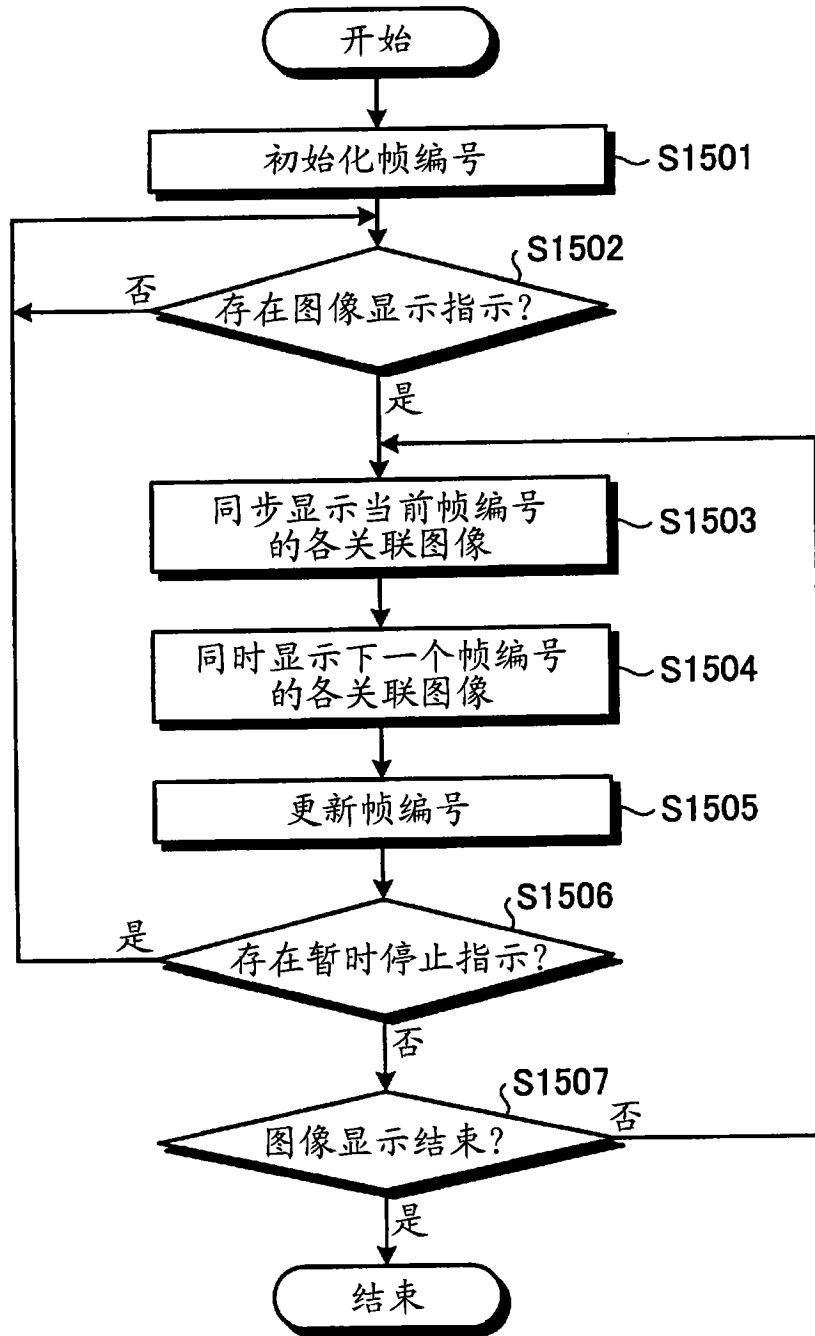 开始
初始化帧编号
S1501
S1502
否
存在图像显示指示?
是
同步显示当前帧编号
的各关联图像
S1503
同时显示下一个帧编号
的各关联图像
S1504
更新帧编号
S1505
S1506
是
存在暂时停止指示?
否
S1507
否
图像显示结束?
是
结束